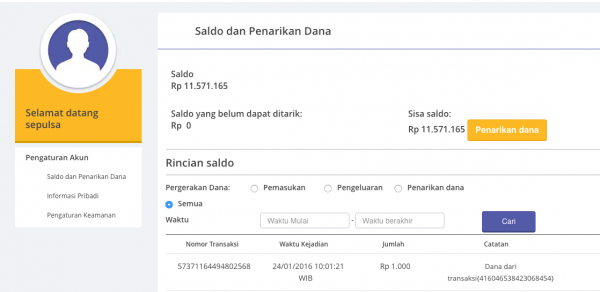 Saldo dan Penarikan Dana
Selamat datang
sepulsa
Pengaturan Akun
Saldo dan Penarikan Dana
Informasi Pribadi
Pengaturan Keamanan
Saldo
Rp 11.571.165
Saldo yang belum dapat ditarik:
Rp 0
Sisa saldo:
Rp 11.571.165 Penarikan dana
Rincian saldo
Pergerakan Dana: Pemasukan Pengeluaran Penarikan dana
Semua
Waktu Waktu Mulai - Waktu berakhir Cari
Nomor Transaksi Waktu Kejadian Jumlah Catatan
57371164494802568 24/01/2016 10:01:21 Rp 1.000 Dana dari
WIB transaksi(416046538423068454)